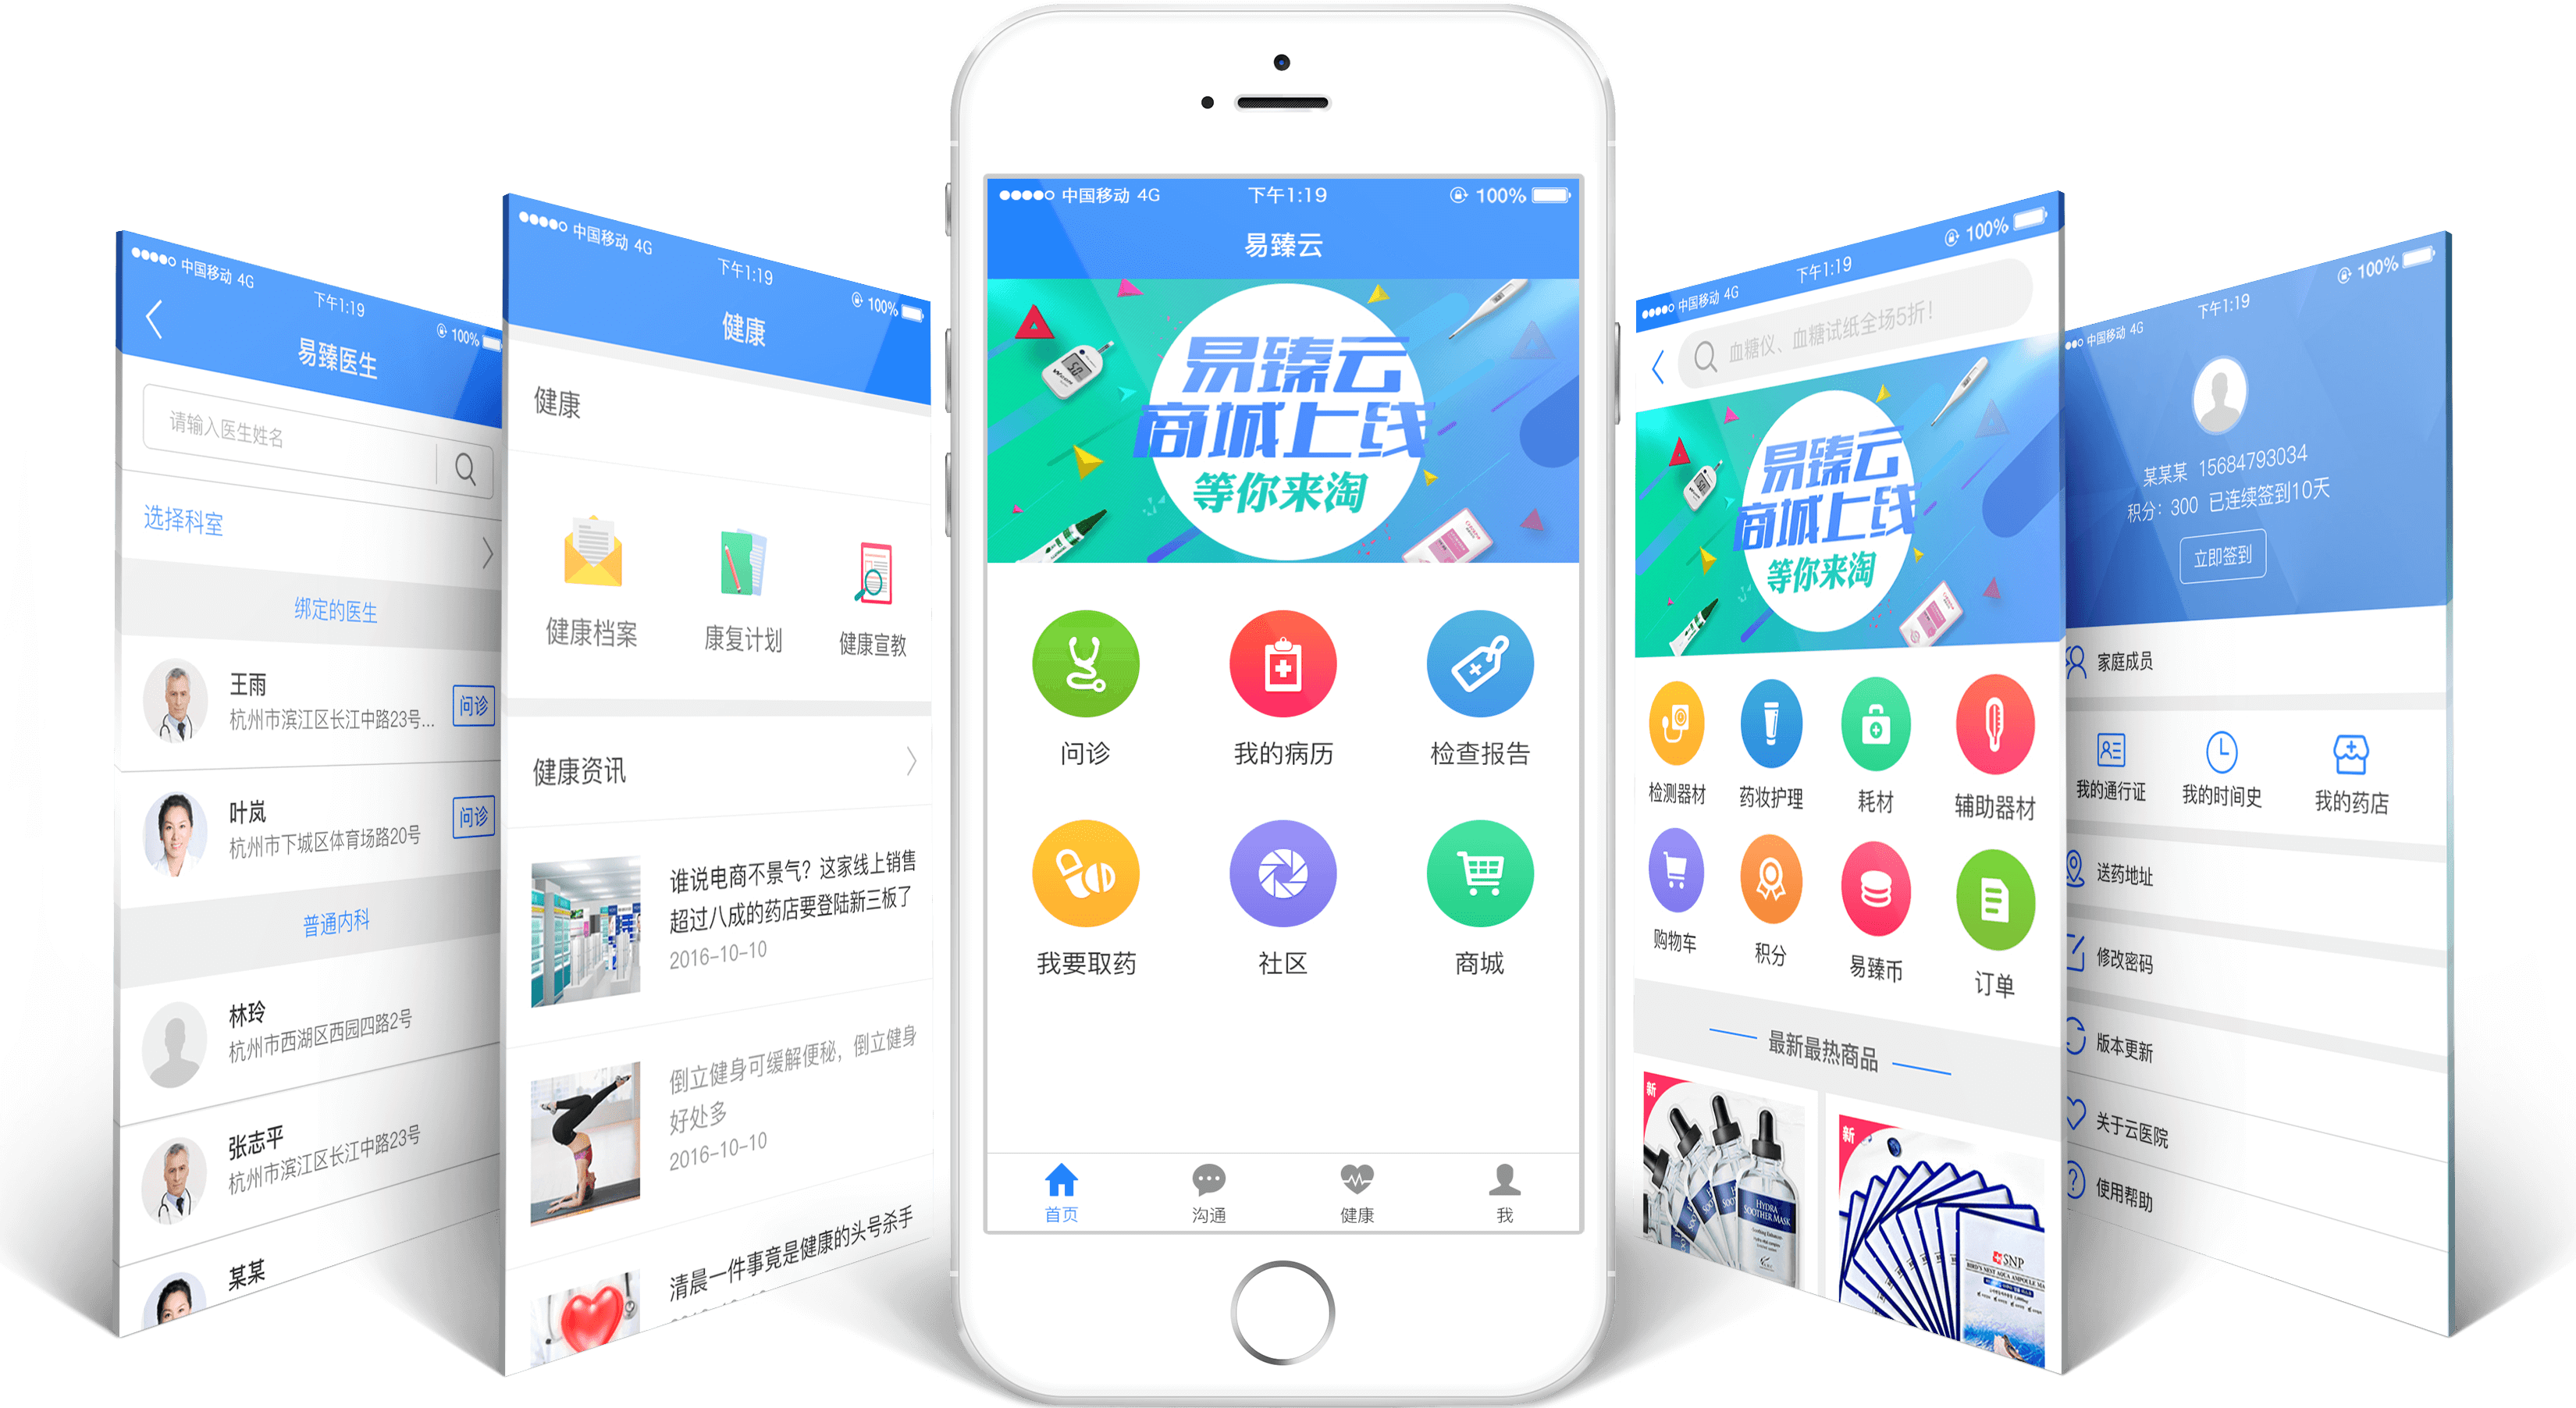 中国移动 4G
下午1:19
100%
易臻医生
请输入医生姓名
选择科室
绑定的医生
王雨
杭州市滨江区长江中路23号...
问诊
叶岚
杭州市下城区体育场路20号
问诊
普通内科
林玲
杭州市西湖区西园四路2号
张志平
杭州市滨江区长江中路23号
某某
中国移动 4G
下午1:19
100%
健康
健康
健康档案
康复计划
健康宣教
健康资讯
谁说电商不景气？这家线上销售
超过八成的药店要登陆新三板了
2016-10-10
倒立健身可缓解便秘，倒立健身
好处多
2016-10-10
清晨一件事竟是健康的头号杀手
中国移动 4G
下午1:19
100%
易臻云
易臻云
商城上线
等你来淘
问诊
我的病历
检查报告
我要取药
社区
商城
首页
沟通
健康
我
中国移动 4G
下午1:19
100%
血糖仪、血糖试纸全场5折！
易臻云
商城上线
等你来淘
检测器材
药妆护理
耗材
辅助器材
购物车
积分
易臻币
订单
最新最热商品
新
HYDRA
SOOTHER MASK
新
SNP
中国移动 4G
下午1:19
100%
某某某 15684793034
积分：300 已连续签到10天
立即签到
家庭成员
我的通行证
我的时间史
我的药店
送药地址
修改密码
版本更新
关于云医院
使用帮助